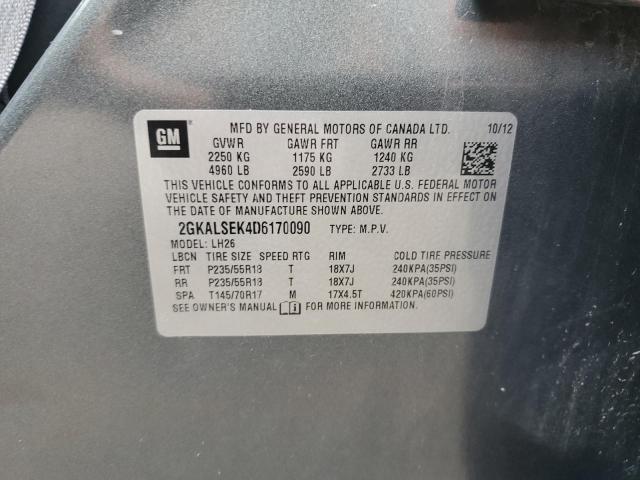 GM
MFD BY GENERAL MOTORS OF CANADA LTD. 10/12
GVWR GAWR FRT GAWR RR
2250 KG 1175 KG 1240 KG
4960 LB 2590 LB 2733 LB
THIS VEHICLE CONFORMS TO ALL APPLICABLE U.S. FEDERAL MOTOR
VEHICLE SAFETY AND THEFT PREVENTION STANDARDS IN EFFECT ON
THE DATE OF MANUFACTURE SHOWN ABOVE.
2GKALSEK4D6170090 TYPE: M.P.V.
MODEL: LH26
LBCN TIRE SIZE SPEED RTG RIM COLD TIRE PRESSURE
FRT P235/55R18 T 18X7J 240KPA(35PSI)
RR P235/55R18 T 18X7J 240KPA(35PSI)
SPA T145/70R17 M 17X4.5T 420KPA(60PSI)
SEE OWNER'S MANUAL FOR MORE INFORMATION.